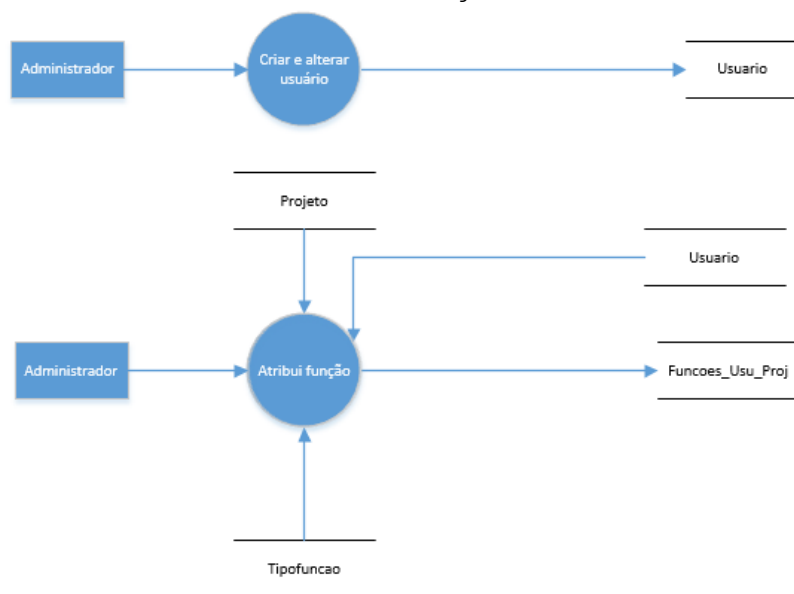 Administrador
Criar e alterar
usuário
Usuario
Projeto
Usuario
Administrador
Atribui função
Funcoes_Usu_Proj
Tipofuncao